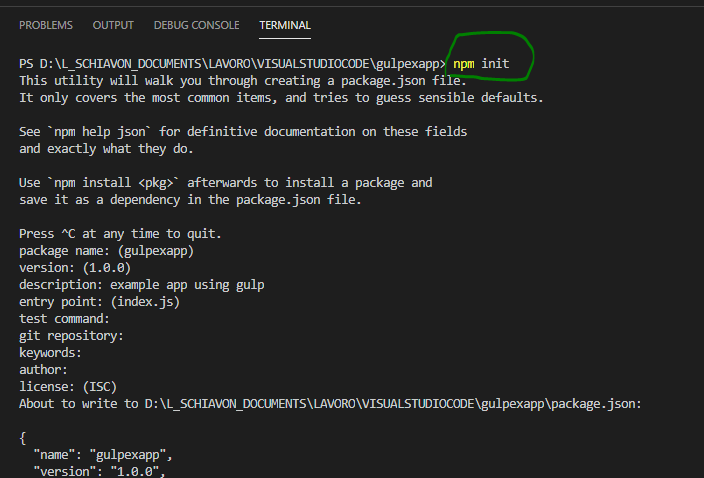 PROBLEMS OUTPUT DEBUG CONSOLE TERMINAL
PS D:\L_SCHIAVON_DOCUMENTS\LAVORO\VISUALSTUDIOCODE\gulpexapp> npm init
This utility will walk you through creating a package.json file.
It only covers the most common items, and tries to guess sensible defaults.
See `npm help json` for definitive documentation on these fields
and exactly what they do.
Use `npm install <pkg>` afterwards to install a package and
save it as a dependency in the package.json file.
Press ^C at any time to quit.
package name: (gulpexapp)
version: (1.0.0)
description: example app using gulp
entry point: (index.js)
test command:
git repository:
keywords:
author:
license: (ISC)
About to write to D:\L_SCHIAVON_DOCUMENTS\LAVORO\VISUALSTUDIOCODE\gulpexapp\package.json:
{
"name": "gulpexapp",
"version": "1.0.0",